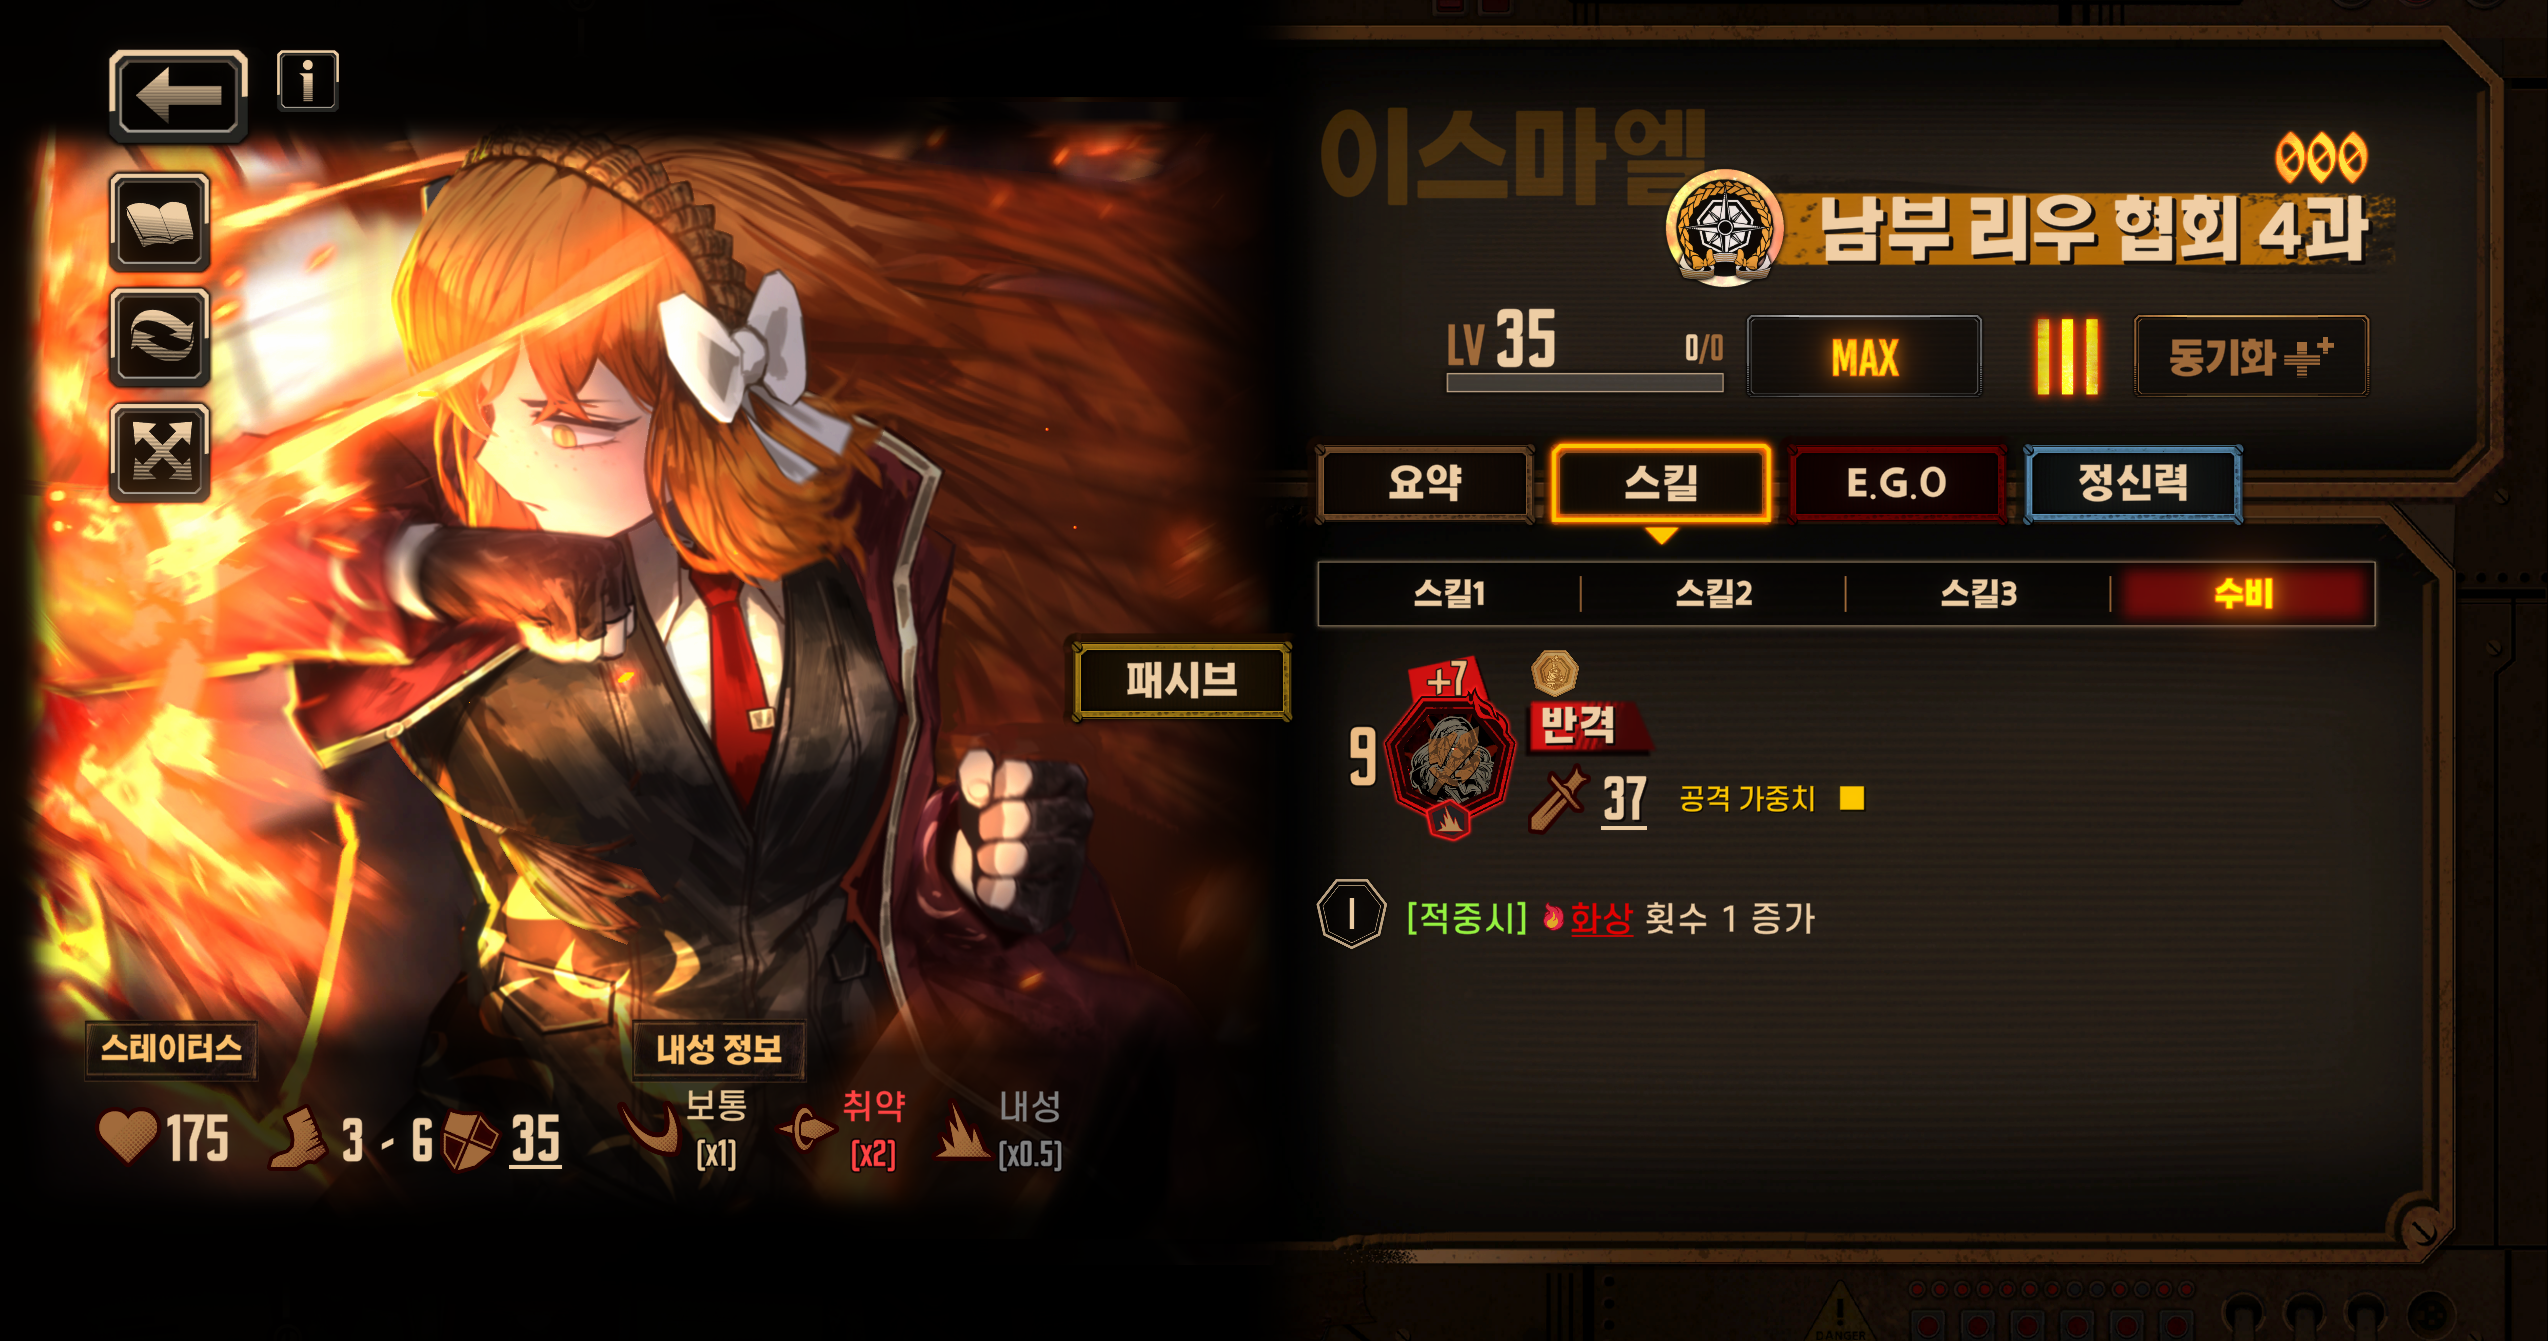 이스마엘
남부 리우 협회 4과
LV 35
0/0
MAX
동기화
요약
스킬
E.G.O
정신력
스킬1
스킬2
스킬3
수비
패시브
+7
9
반격
37
공격 가중치
I
[적중시] 화상 횟수 1 증가
스테이터스
175
3 - 6
35
내성 정보
보통
[x1]
취약
[x2]
내성
[x0.5]
DANGER